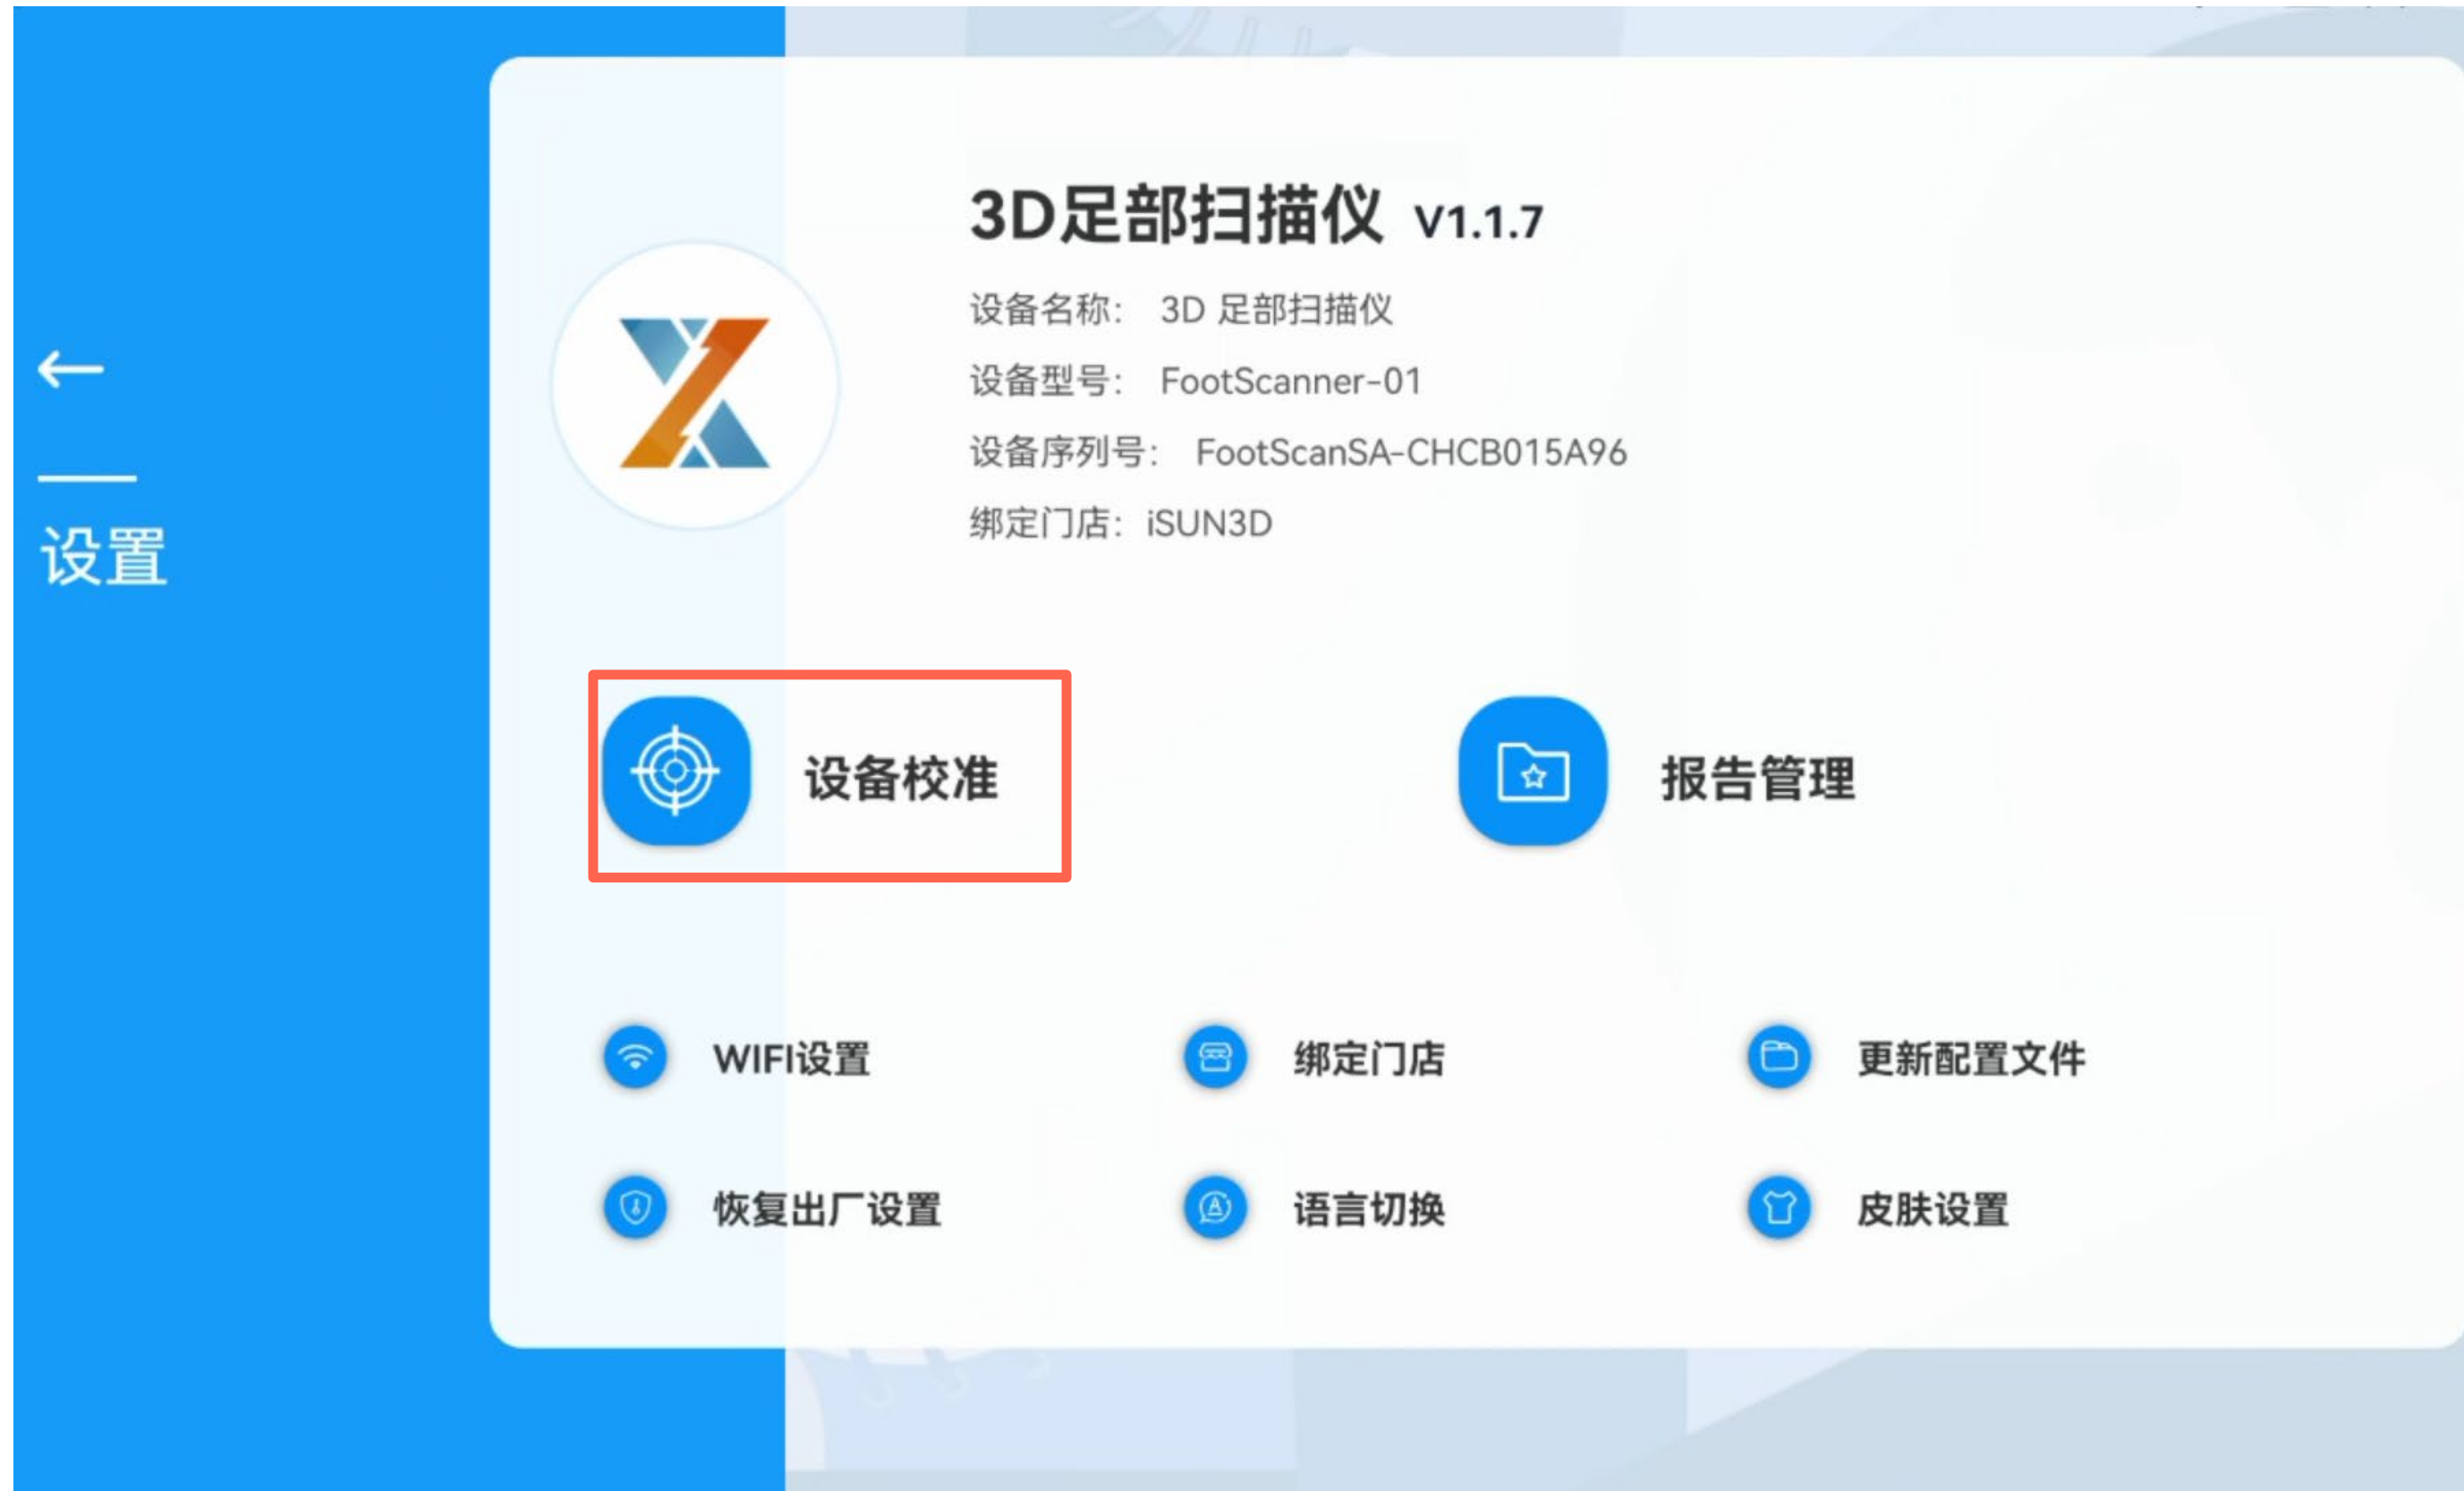 3D足部扫描仪 V1.1.7
设备名称： 3D 足部扫描仪
设备型号： FootScanner-01
设备序列号： FootScanSA-CHCB015A96
绑定门店：iSUN3D
设置
设备校准
报告管理
WIFI设置
绑定门店
更新配置文件
恢复出厂设置
语言切换
皮肤设置